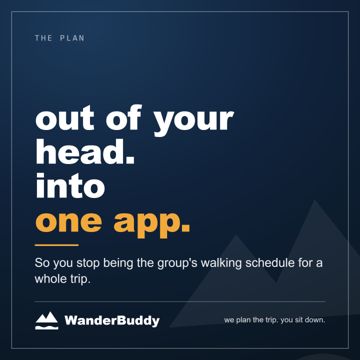 THE PLAN
out of your
head.
into
one app.
So you stop being the group's walking schedule for a
whole trip.
WanderBuddy
we plan the trip. you sit down.